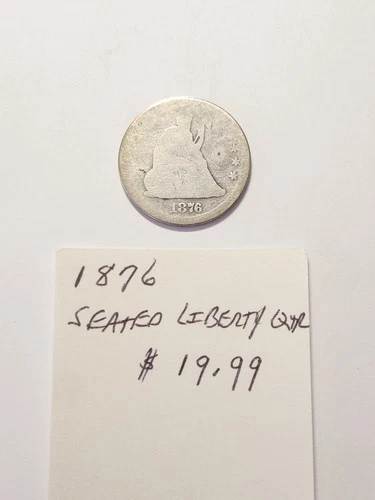 1876
1876
SEATED LIBERTY QTR
$ 19.99